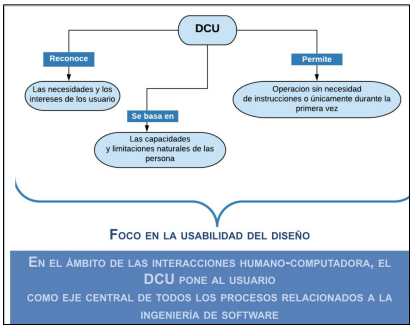 DCU
Reconoce
Permite
Las necesidades y los
intereses de los usuario
Operacion sin necesidad
de instrucciones o únicamente durante la
primera vez
Se basa en
Las capacidades
y limitaciones naturales de las
persona
FOCO EN LA USABILIDAD DEL DISEÑO
EN EL ÁMBITO DE LAS INTERACCIONES HUMANO-COMPUTADORA, EL
DCU PONE AL USUARIO
COMO EJE CENTRAL DE TODOS LOS PROCESOS RELACIONADOS A LA
INGENIERÍA DE SOFTWARE